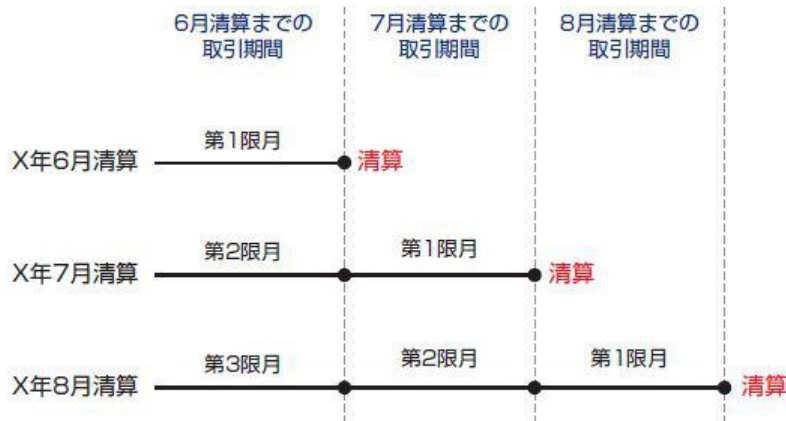 6月清算までの
取引期間
7月清算までの
取引期間
8月清算までの
取引期間
第1限月
X年6月清算
清算
第2限月
第1限月
X年7月清算
清算
第3限月
第2限月
第1限月
X年8月清算
清算